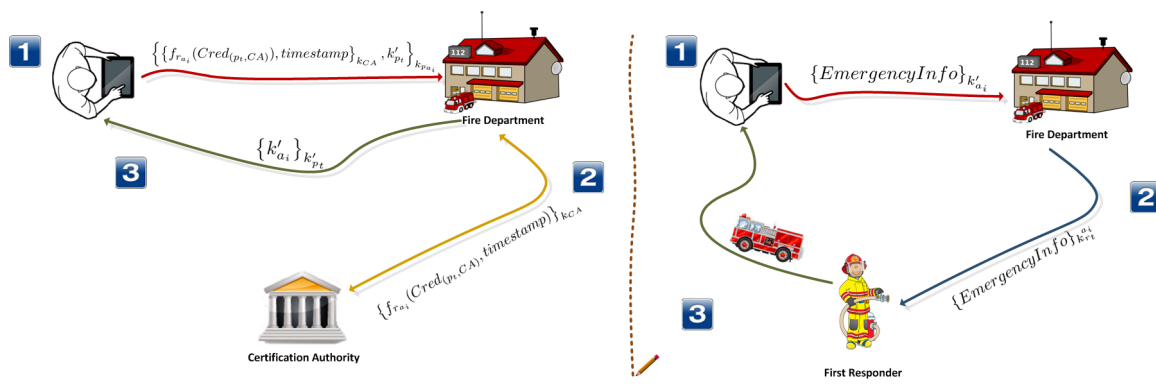 1
{{f_{r_{a_i}}(Cred_{(p_t,CA)}), timestamp}_{k_{CA}}, k'_{p_t}}_{k_{pa_i}}
112
Fire Department
{k'_{a_i}}_{k'_{p_t}}
3
2
{f_{r_{a_i}}(Cred_{(p_t,CA)}, timestamp)}_{k_{CA}}
Certification Authority
1
{EmergencyInfo}_{k'_{a_i}}
112
Fire Department
2
{EmergencyInfo}_{k_{r_t}^{a_i}}
3
First Responder